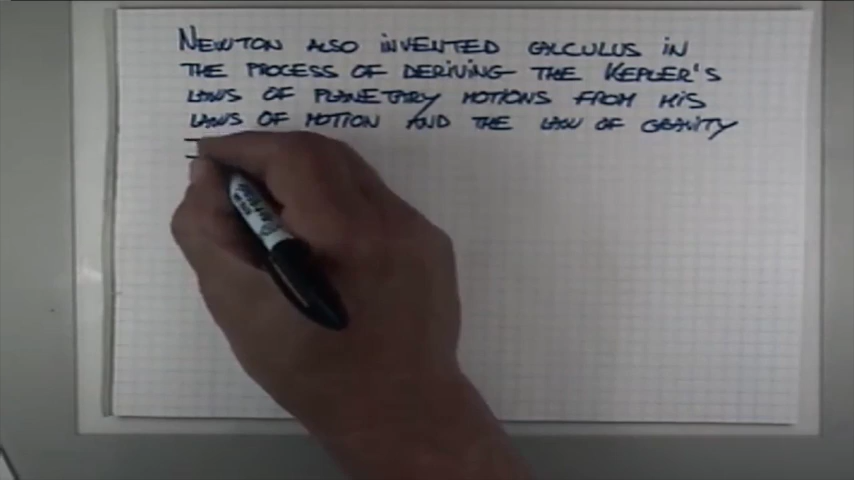 NEWTON ALSO INVENTED CALCULUS IN
THE PROCESS OF DERIVING THE KEPLER'S
LAWS OF PLANETARY MOTIONS FROM HIS
LAWS OF MOTION AND THE LAW OF GRAVITY